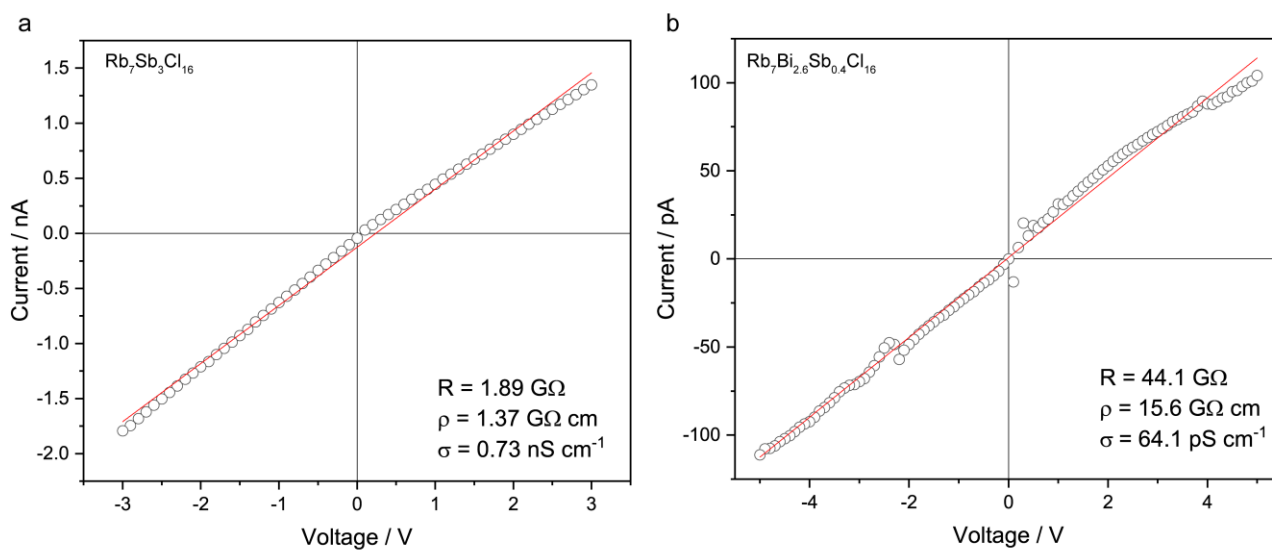 a
Rb₇Sb₃Cl₁₆
1.5
1.0
0.5
0.0
-0.5
-1.0
-1.5
-2.0
Current / nA
R = 1.89 GΩ
ρ = 1.37 GΩ cm
σ = 0.73 nS cm⁻¹
-3 -2 -1 0 1 2 3
Voltage / V
b
Rb₇Bi₂.₆Sb₀.₄Cl₁₆
100
50
0
-50
-100
Current / pA
R = 44.1 GΩ
ρ = 15.6 GΩ cm
σ = 64.1 pS cm⁻¹
-4 -2 0 2 4
Voltage / V